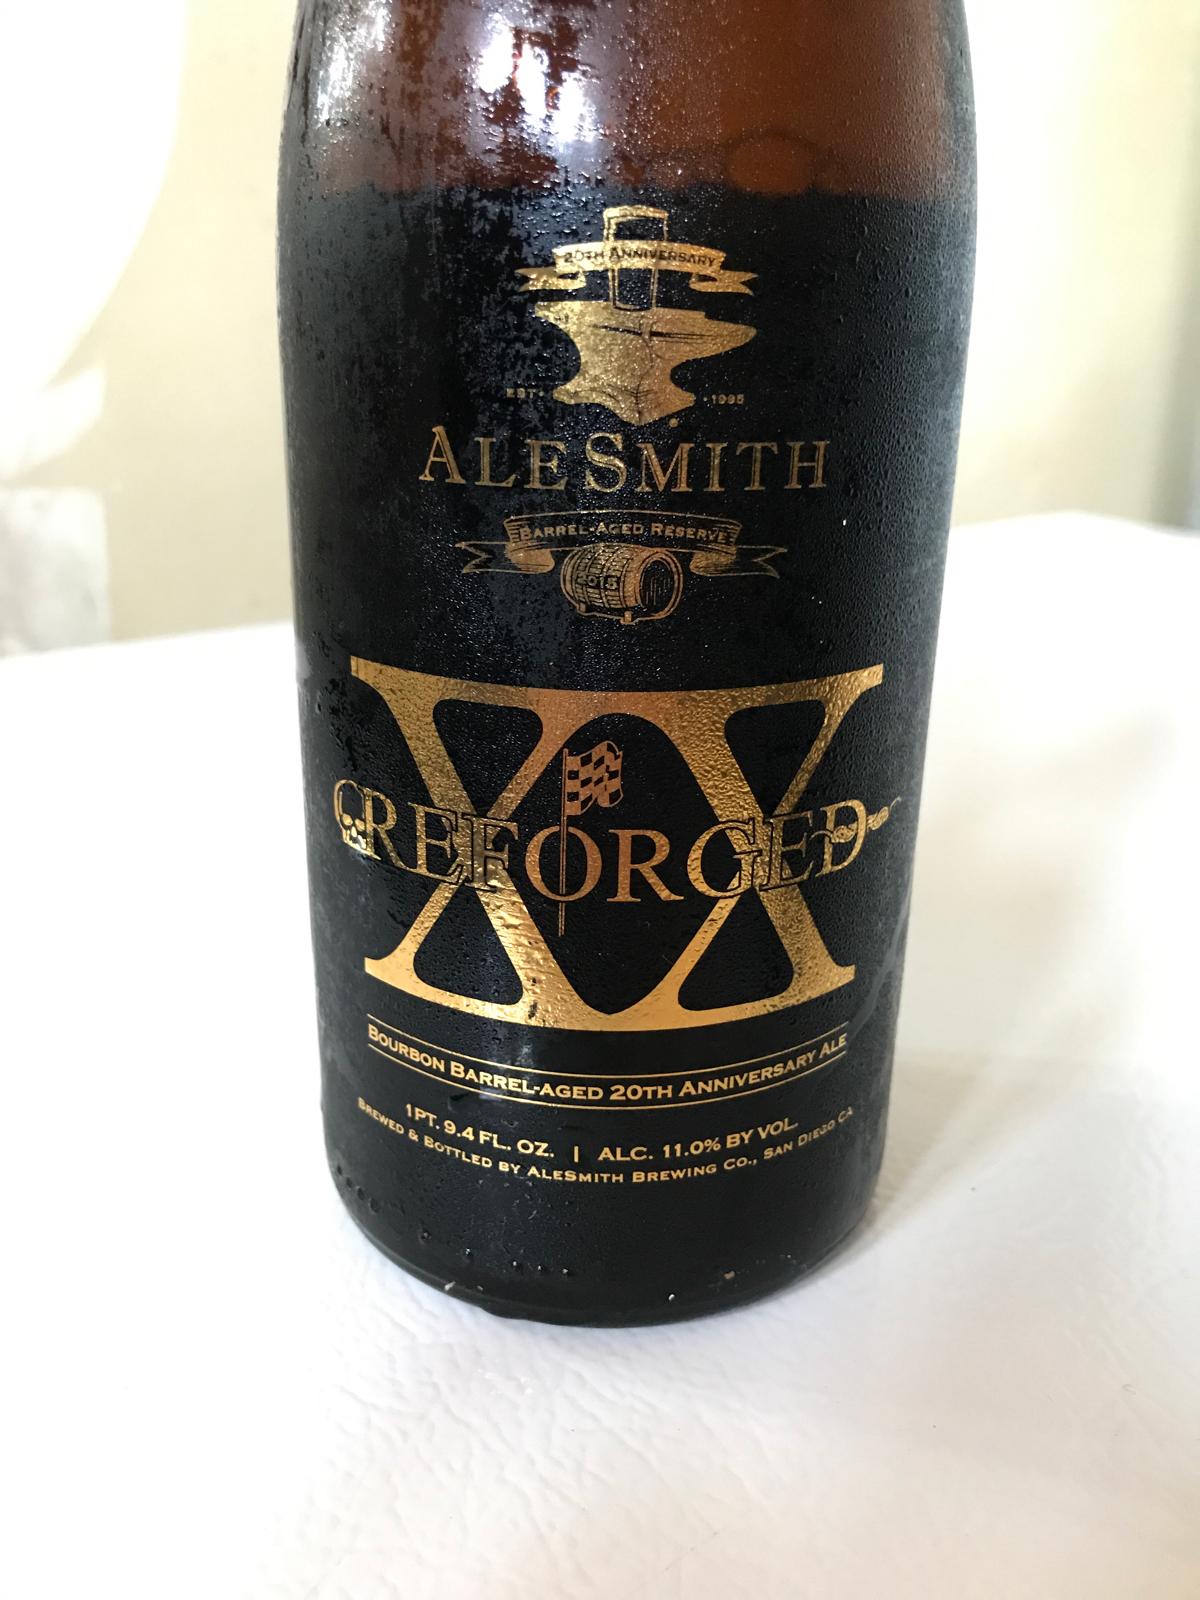 20TH ANNIVERSARY
EST. 1995
ALESMITH
BARREL-AGED RESERVE
2015
XX
REFORGED
BOURBON BARREL-AGED 20TH ANNIVERSARY ALE
1PT. 9.4 FL. OZ. | ALC. 11.0% BY VOL.
BREWED & BOTTLED BY ALESMITH BREWING CO., SAN DIEGO CA